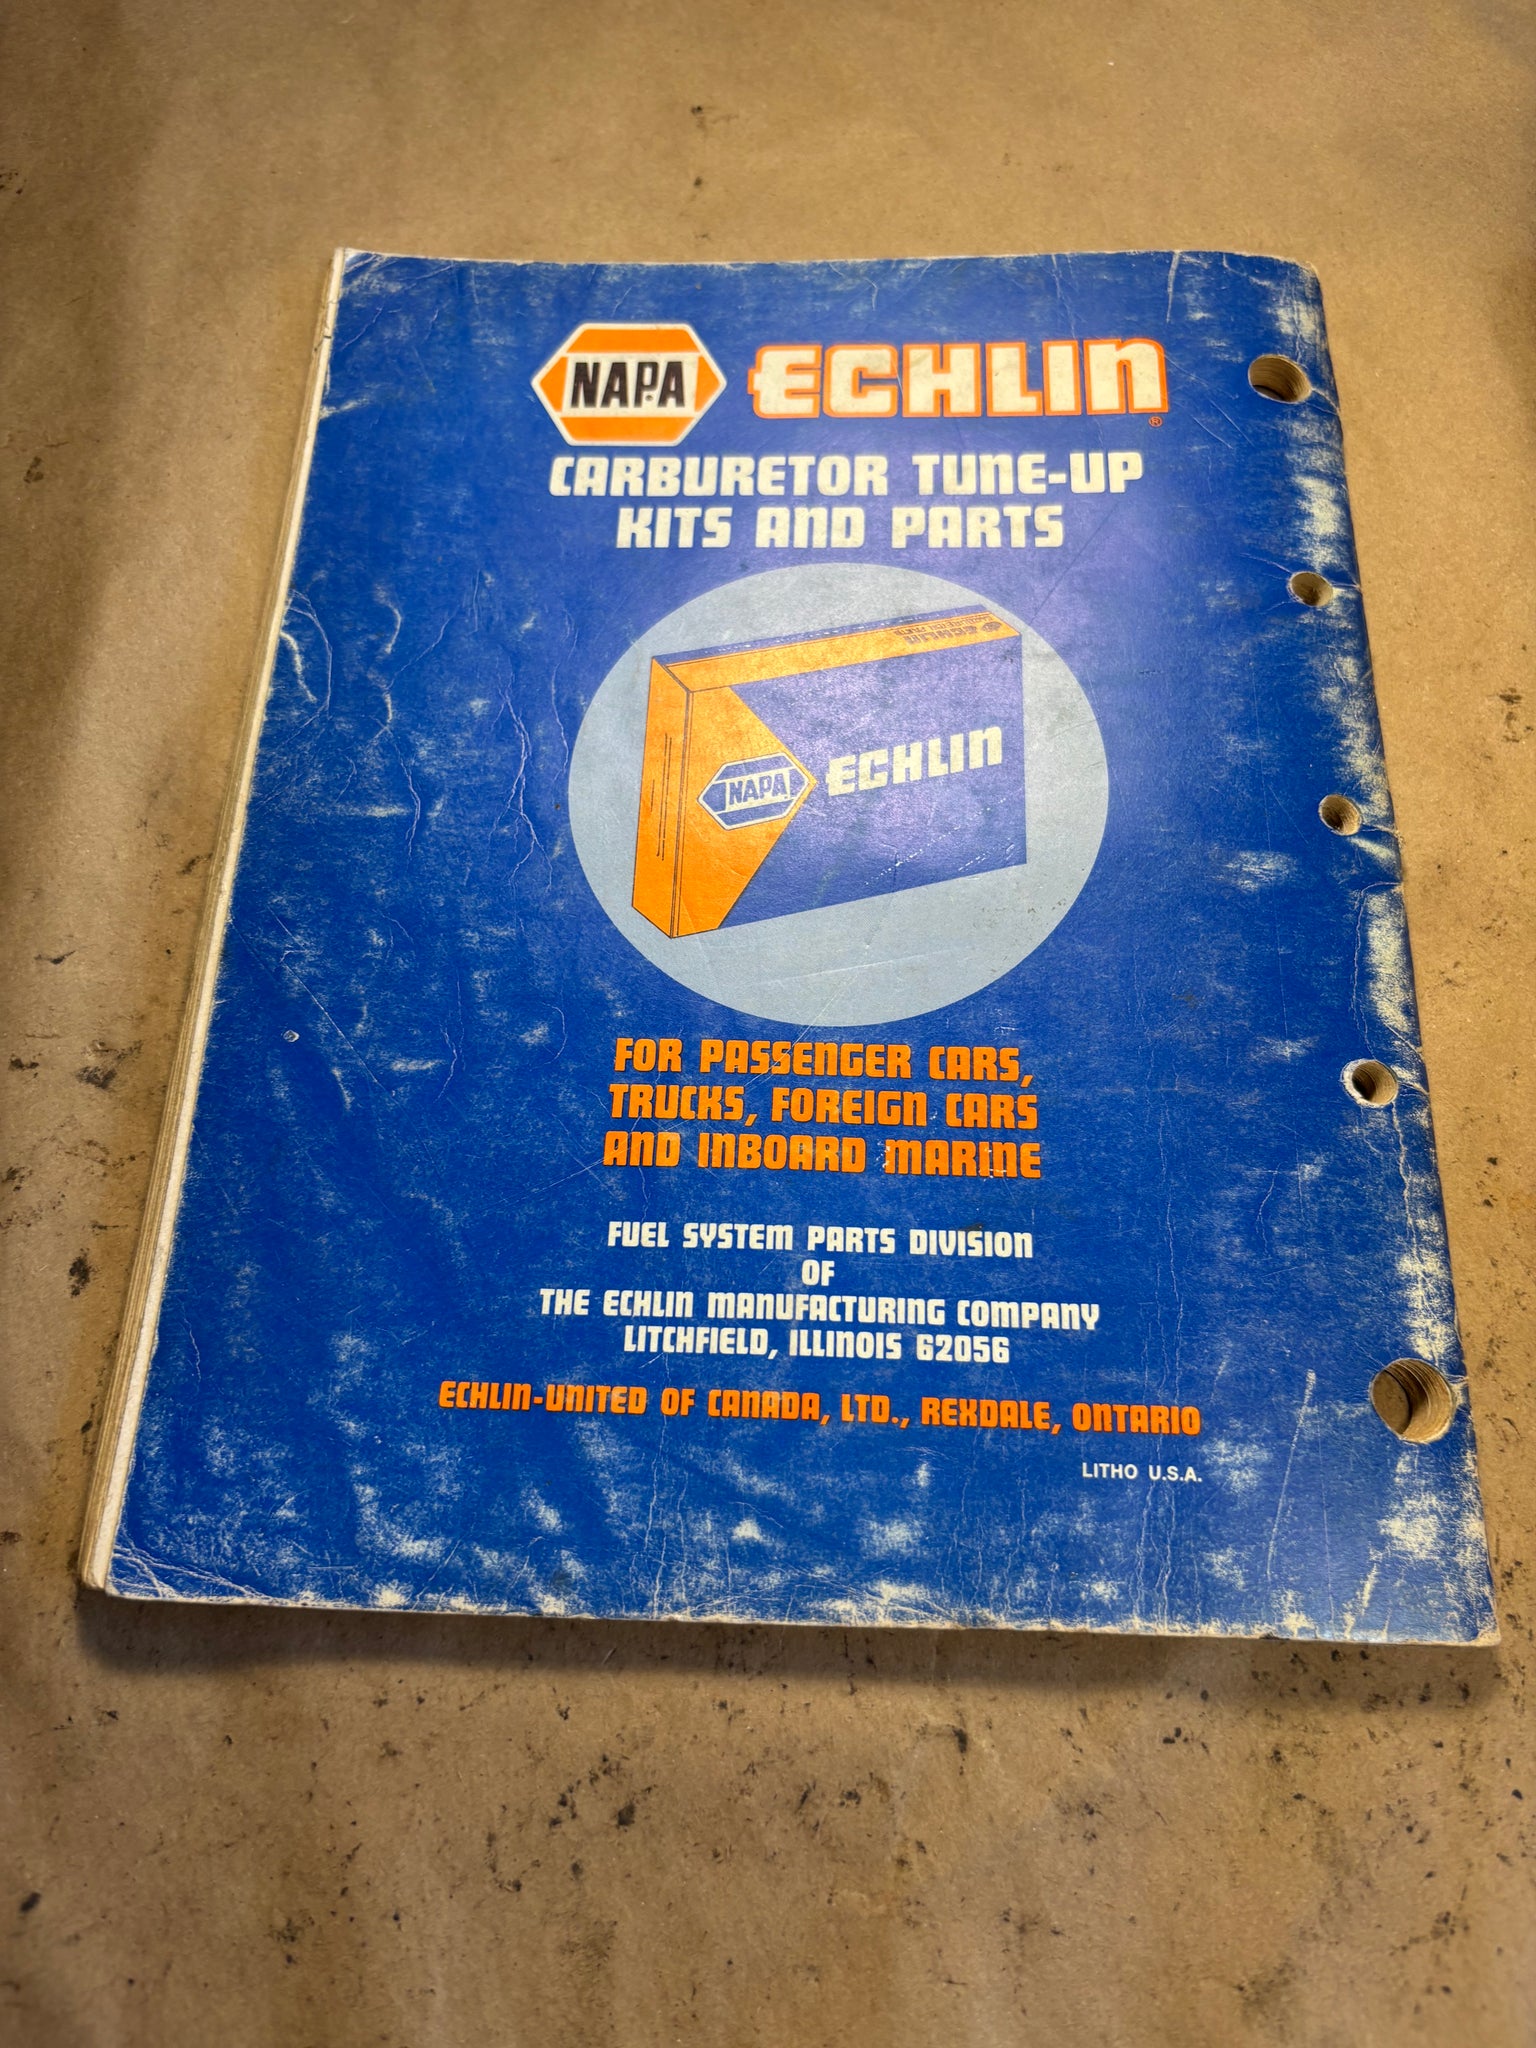 NAPA ECHLIN®
CARBURETOR TUNE-UP
KITS AND PARTS
ECHLIN
NAPA ECHLIN
FOR PASSENGER CARS,
TRUCKS, FOREIGN CARS
AND INBOARD MARINE
FUEL SYSTEM PARTS DIVISION
OF
THE ECHLIN MANUFACTURING COMPANY
LITCHFIELD, ILLINOIS 62056
ECHLIN-UNITED OF CANADA, LTD., REXDALE, ONTARIO
LITHO U.S.A.